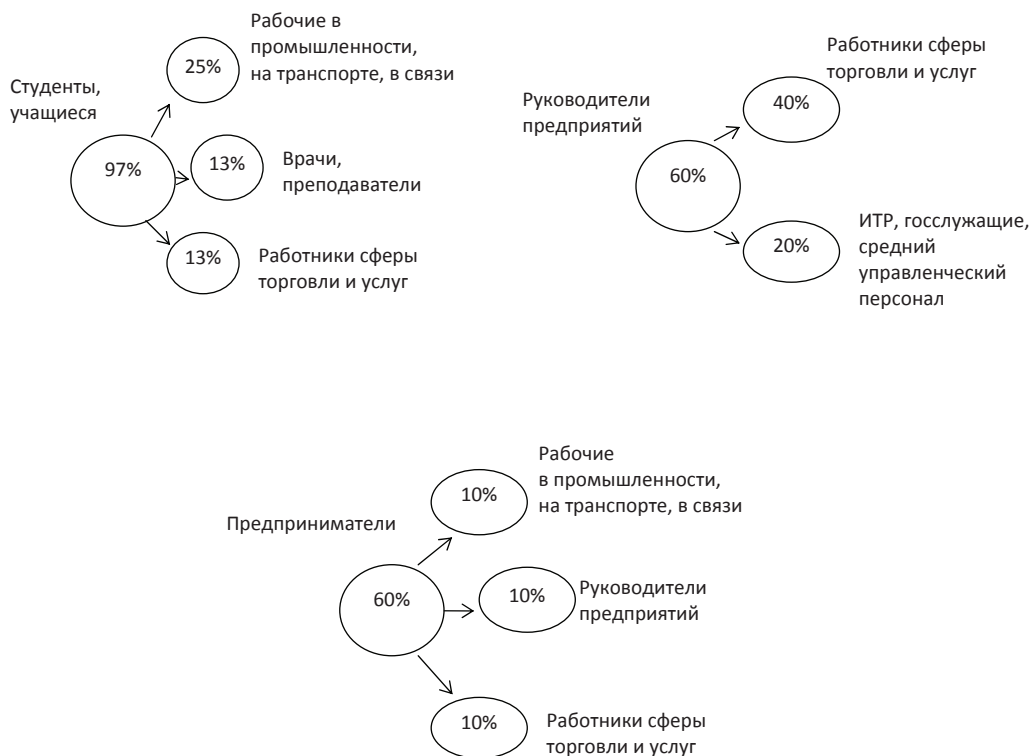 Студенты,
учащиеся
97%
25%
Рабочие в
промышленности,
на транспорте, в связи
13%
Врачи,
преподаватели
13%
Работники сферы
торговли и услуг
Руководители
предприятий
60%
40%
Работники сферы
торговли и услуг
20%
ИТР, госслужащие,
средний
управленческий
персонал
Предприниматели
60%
10%
Рабочие
в промышленности,
на транспорте, в связи
10%
Руководители
предприятий
10%
Работники сферы
торговли и услуг